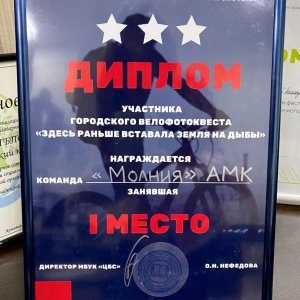 ДИПЛОМ
УЧАСТНИКА
ГОРОДСКОГО ВЕЛОФОТОКВЕСТА
«ЗДЕСЬ РАНЬШЕ ВСТАВАЛА ЗЕМЛЯ НА ДЫБЫ»
НАГРАЖДАЕТСЯ
КОМАНДА «Молния» АМК
ЗАНЯВШАЯ
I МЕСТО
ДИРЕКТОР МБУК «ЦБС» О.Н. НЕФЕДОВА